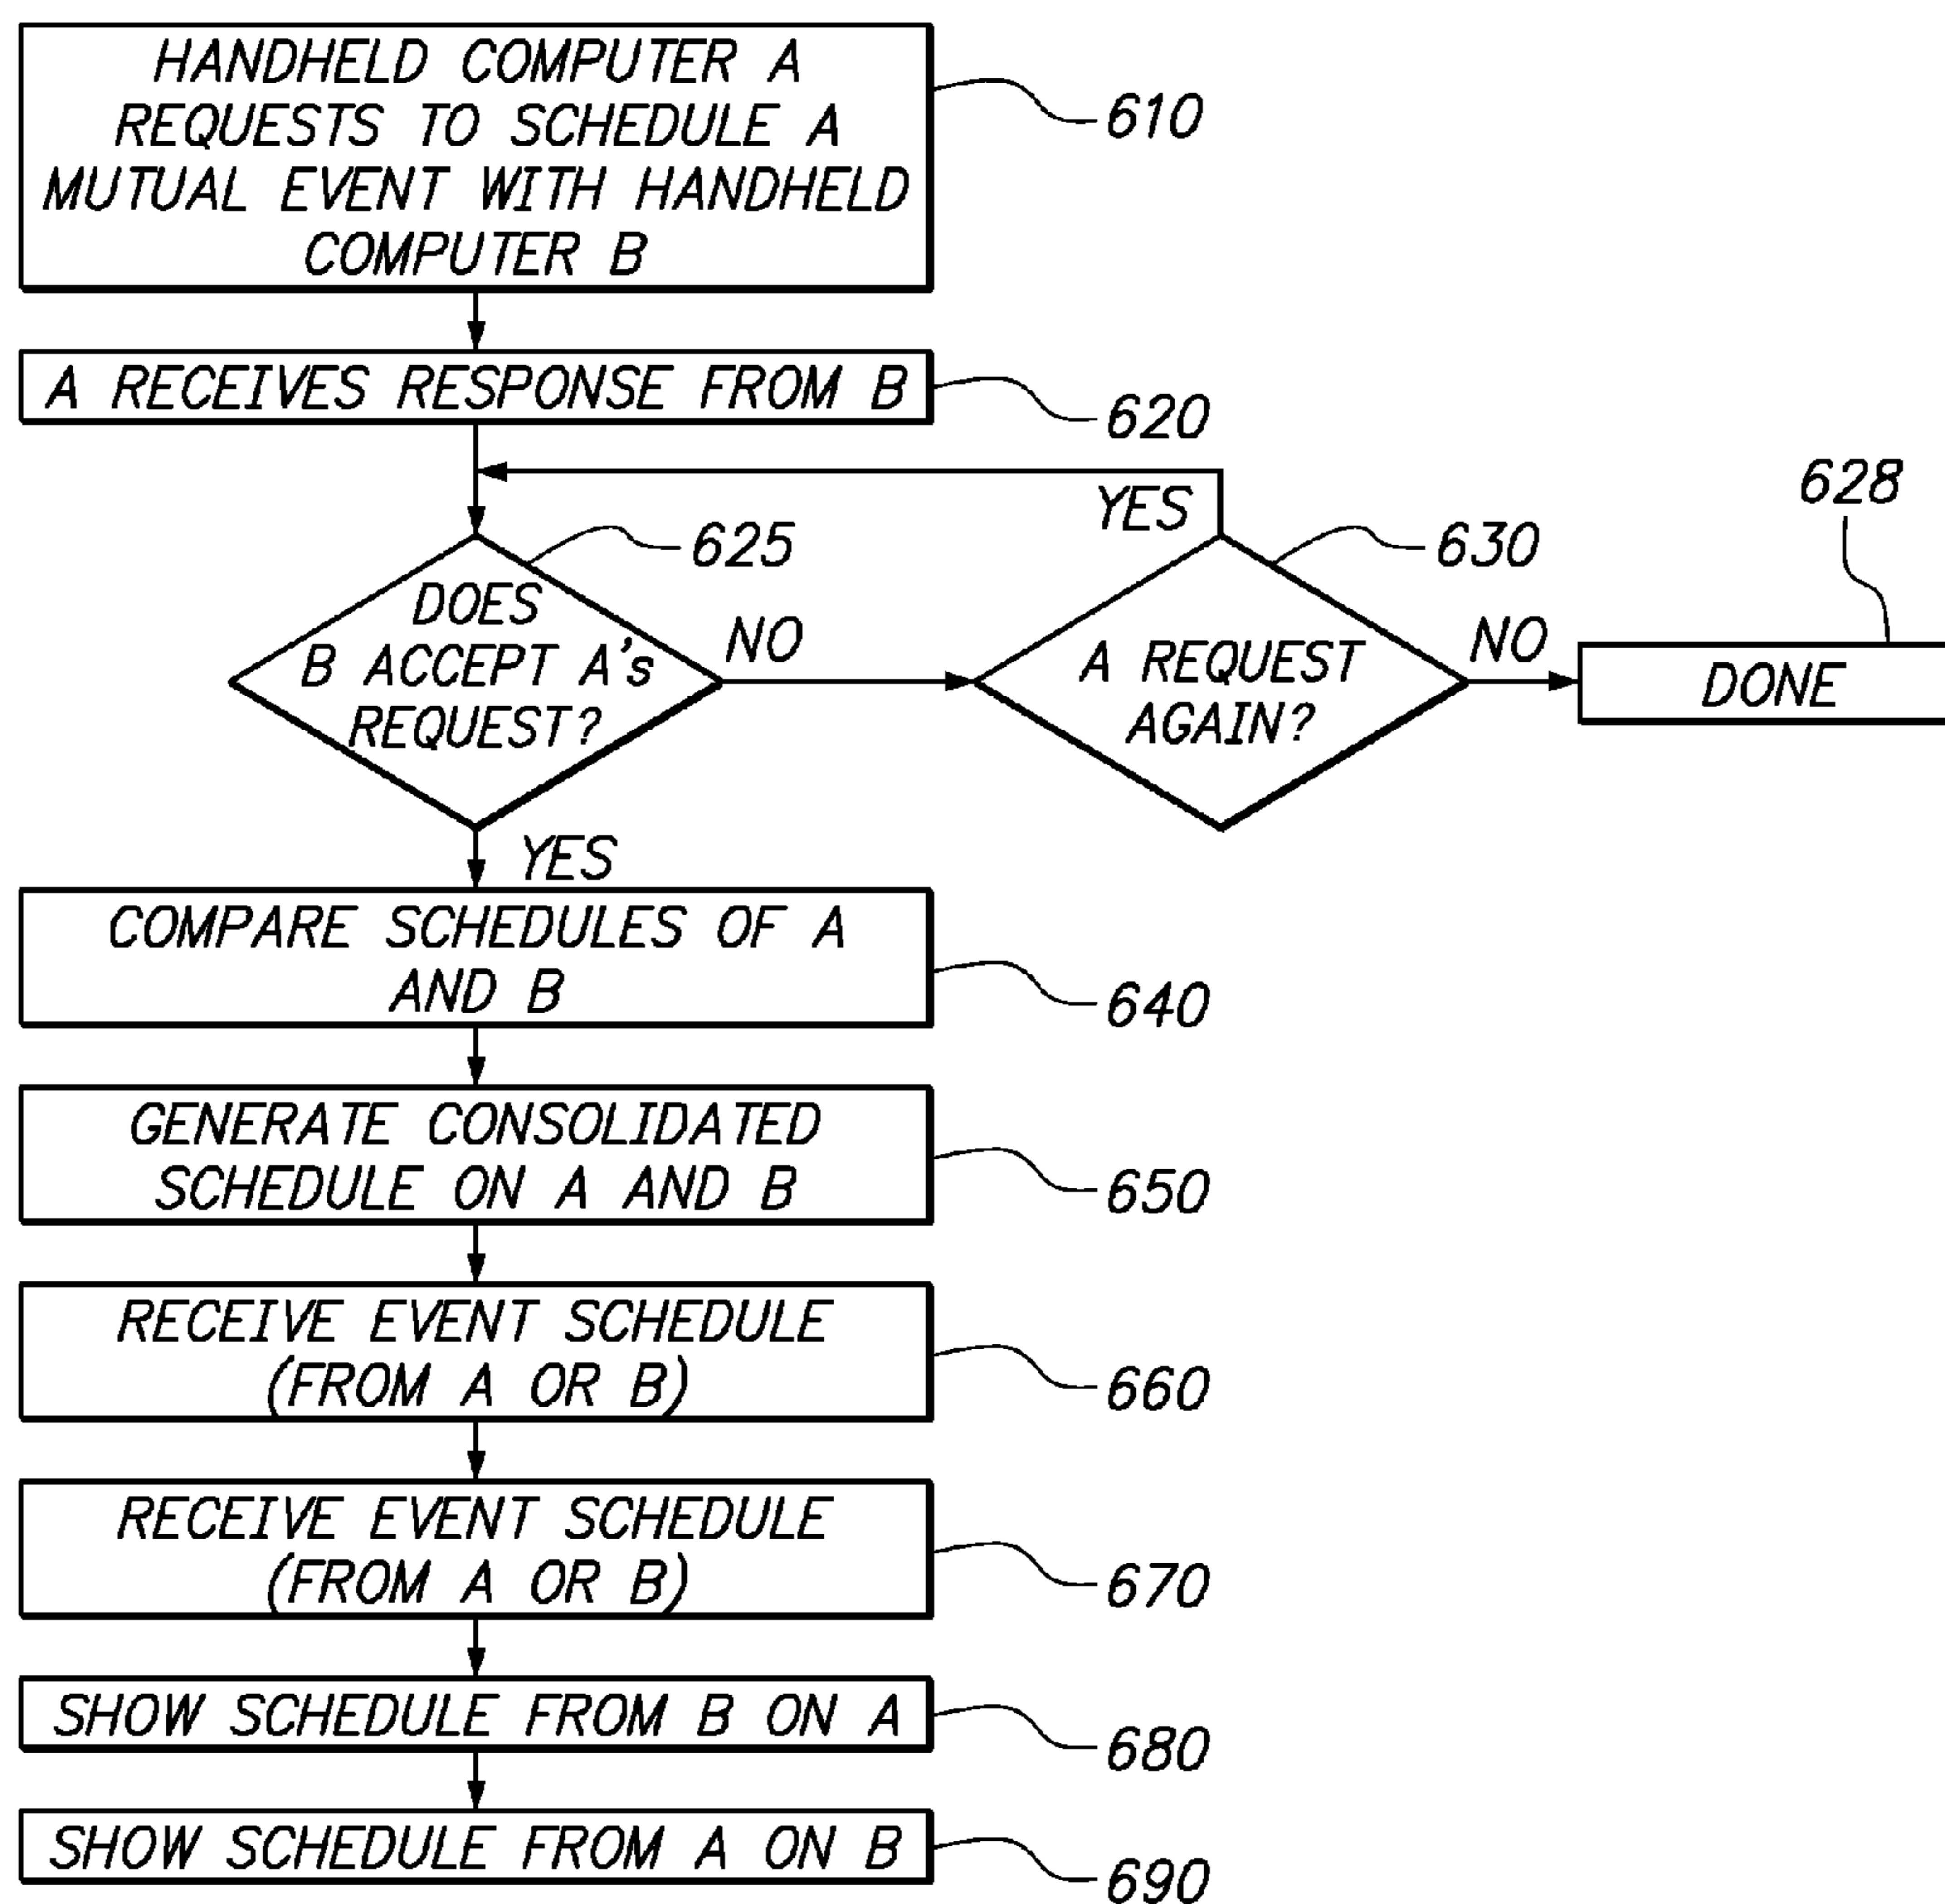 HANDHELD COMPUTER A
REQUESTS TO SCHEDULE A
MUTUAL EVENT WITH HANDHELD
COMPUTER B
610
A RECEIVES RESPONSE FROM B
620
628
YES
625
630
DOES
B ACCEPT A's
REQUEST?
NO
A REQUEST
AGAIN?
NO
DONE
YES
COMPARE SCHEDULES OF A
AND B
640
GENERATE CONSOLIDATED
SCHEDULE ON A AND B
650
RECEIVE EVENT SCHEDULE
(FROM A OR B)
660
RECEIVE EVENT SCHEDULE
(FROM A OR B)
670
SHOW SCHEDULE FROM B ON A
680
SHOW SCHEDULE FROM A ON B
690